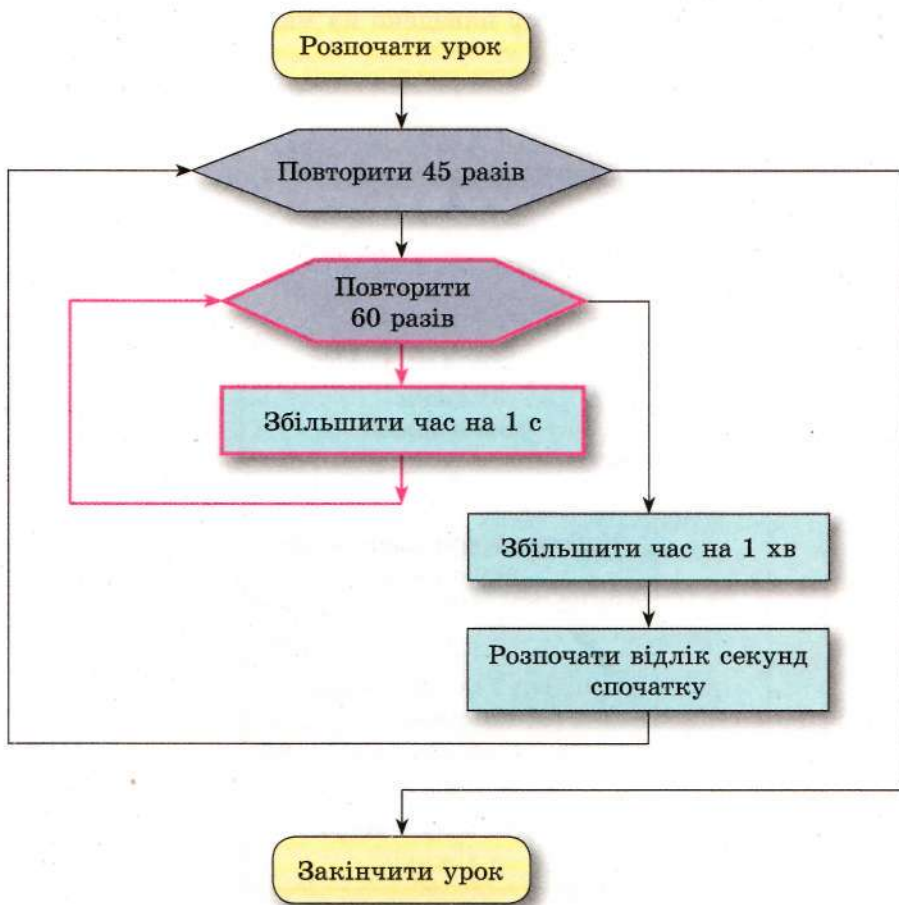 Розпочати урок
Повторити 45 разів
Повторити
60 разів
Збільшити час на 1 с
Збільшити час на 1 хв
Розпочати відлік секунд
спочатку
Закінчити урок